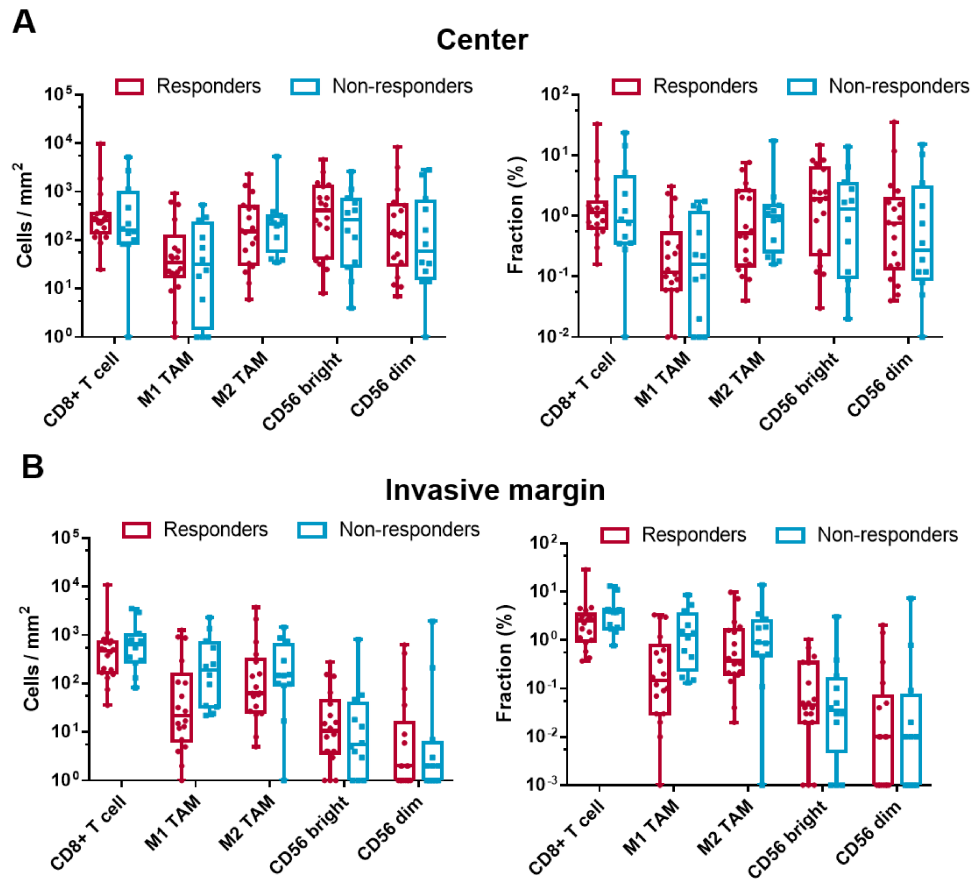 A
Center
Responders Non-responders
Cells / mm²
10⁵
10⁴
10³
10²
10¹
10⁰
CD8+ T cell
M1 TAM
M2 TAM
CD56 bright
CD56 dim
Responders Non-responders
Fraction (%)
10²
10¹
10⁰
10⁻¹
10⁻²
CD8+ T cell
M1 TAM
M2 TAM
CD56 bright
CD56 dim
B
Invasive margin
Responders Non-responders
Cells / mm²
10⁵
10⁴
10³
10²
10¹
10⁰
CD8+ T cell
M1 TAM
M2 TAM
CD56 bright
CD56 dim
Responders Non-responders
Fraction (%)
10²
10¹
10⁰
10⁻¹
10⁻²
10⁻³
CD8+ T cell
M1 TAM
M2 TAM
CD56 bright
CD56 dim